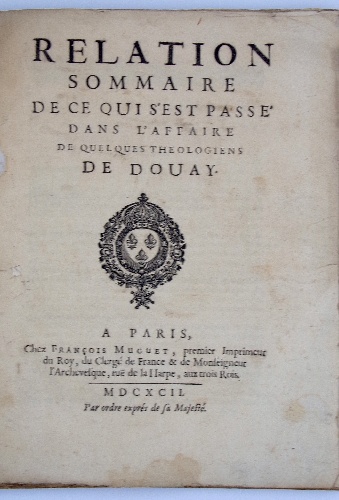 RELATION
SOMMAIRE
DE CE QUI S'EST PASSE'
DANS L'AFFAIRE
DE QUELQUES THEOLOGIENS
DE DOUAY.
A PARIS,
Chez FRANÇOIS MUGUET, premier Imprimeur
du Roy, du Clergé de France & de Monseigneur
l'Archevesque, ruë de la Harpe, aux trois Rois.
MDCXCII.
Par ordre exprés de sa Majesté.